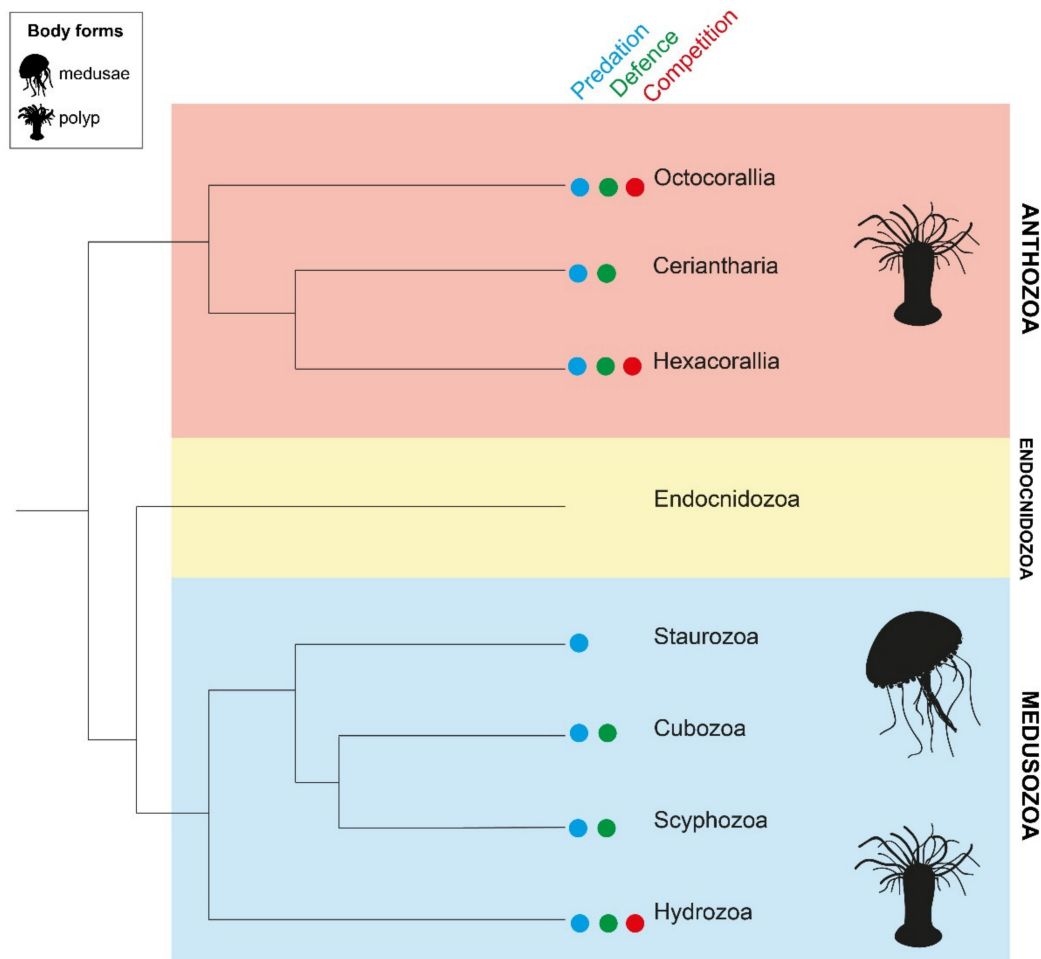 Body forms
medusae
polyp
Predation
Defence
Competition
Octocorallia
Ceriantharia
Hexacorallia
ANTHOZOA
Endocnidozoa
ENDOCNIDOZOA
Staurozoa
Cubozoa
Scyphozoa
Hydrozoa
MEDUSOZOA